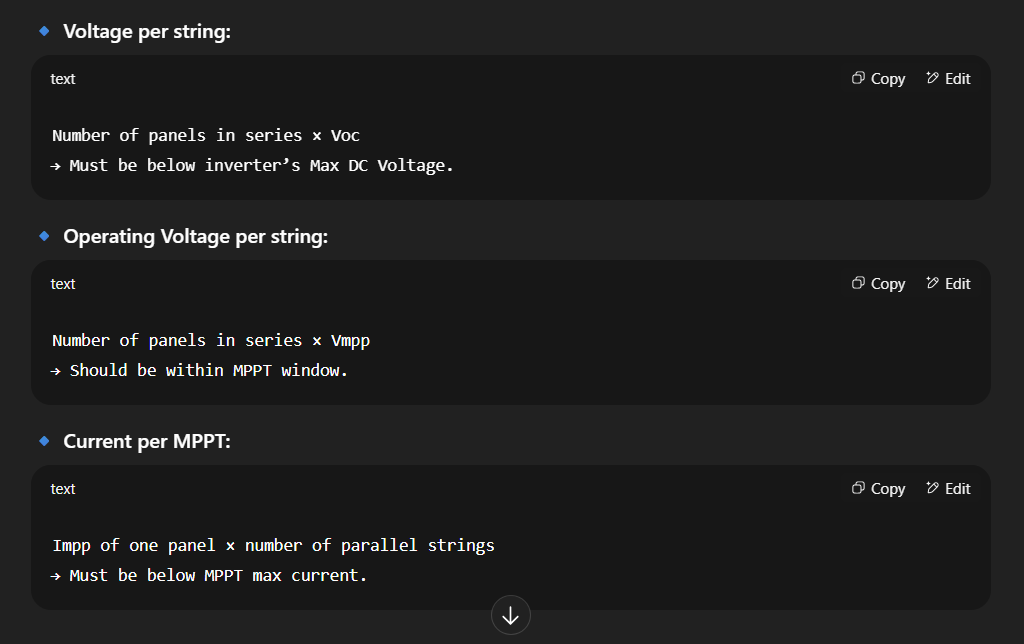 Voltage per string:
text
Copy
Edit
Number of panels in series × Voc
→ Must be below inverter’s Max DC Voltage.
Operating Voltage per string:
text
Copy
Edit
Number of panels in series × Vmpp
→ Should be within MPPT window.
Current per MPPT:
text
Copy
Edit
Impp of one panel × number of parallel strings
→ Must be below MPPT max current.